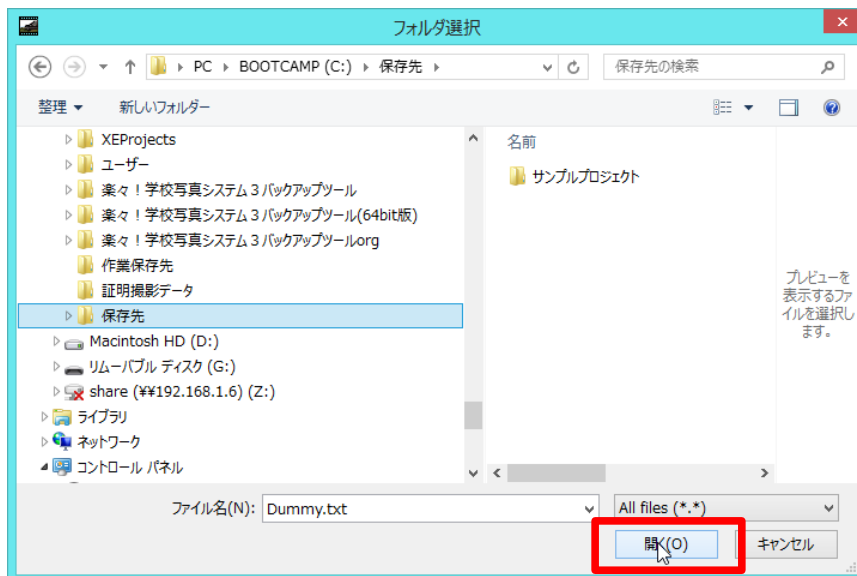 フォルダ選択
PC BOOTCAMP (C:) 保存先
保存先の検索
整理 新しいフォルダー
XEProjects
ユーザー
楽々！学校写真システム３バックアップツール
楽々！学校写真システム３バックアップツール(64bit版)
楽々！学校写真システム３バックアップツールorg
作業保存先
証明撮影データ
保存先
Macintosh HD (D:)
リムーバブル ディスク (G:)
share (¥¥192.168.1.6) (Z:)
ライブラリ
ネットワーク
コントロール パネル
名前
サンプルプロジェクト
プレビューを
表示するファ
イルを選択し
ます。
ファイル名(N): Dummy.txt
All files (*.*)
開く(O) キャンセル